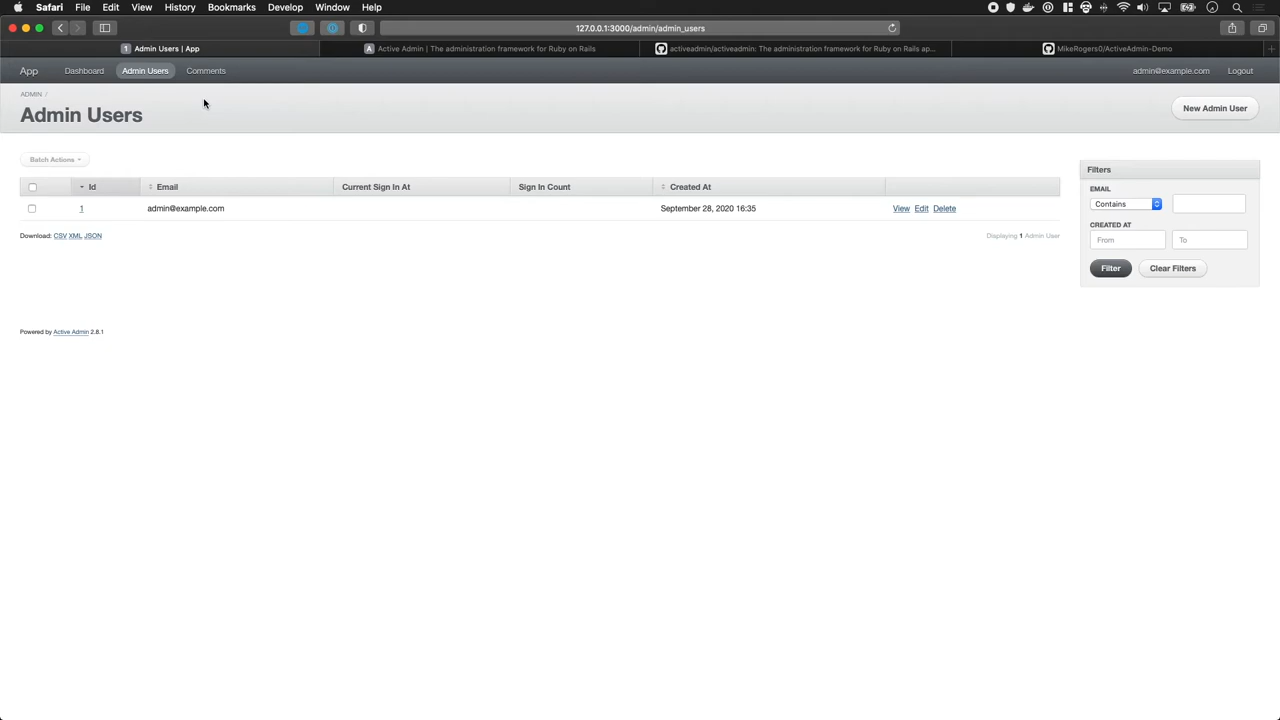 Safari File Edit View History Bookmarks Develop Window Help
127.0.0.1:3000/admin/admin_users
1 Admin Users | App
A Active Admin | The administration framework for Ruby on Rails
activeadmin/activeadmin: The administration framework for Ruby on Rails ap...
MikeRogers0/ActiveAdmin-Demo
App Dashboard Admin Users Comments admin@example.com Logout
ADMIN /
Admin Users
New Admin User
Batch Actions
Id Email Current Sign In At Sign In Count Created At
1 admin@example.com September 28, 2020 16:35 View Edit Delete
Download: CSV XML JSON
Displaying 1 Admin User
Filters
EMAIL
Contains
CREATED AT
From To
Filter Clear Filters
Powered by Active Admin 2.8.1